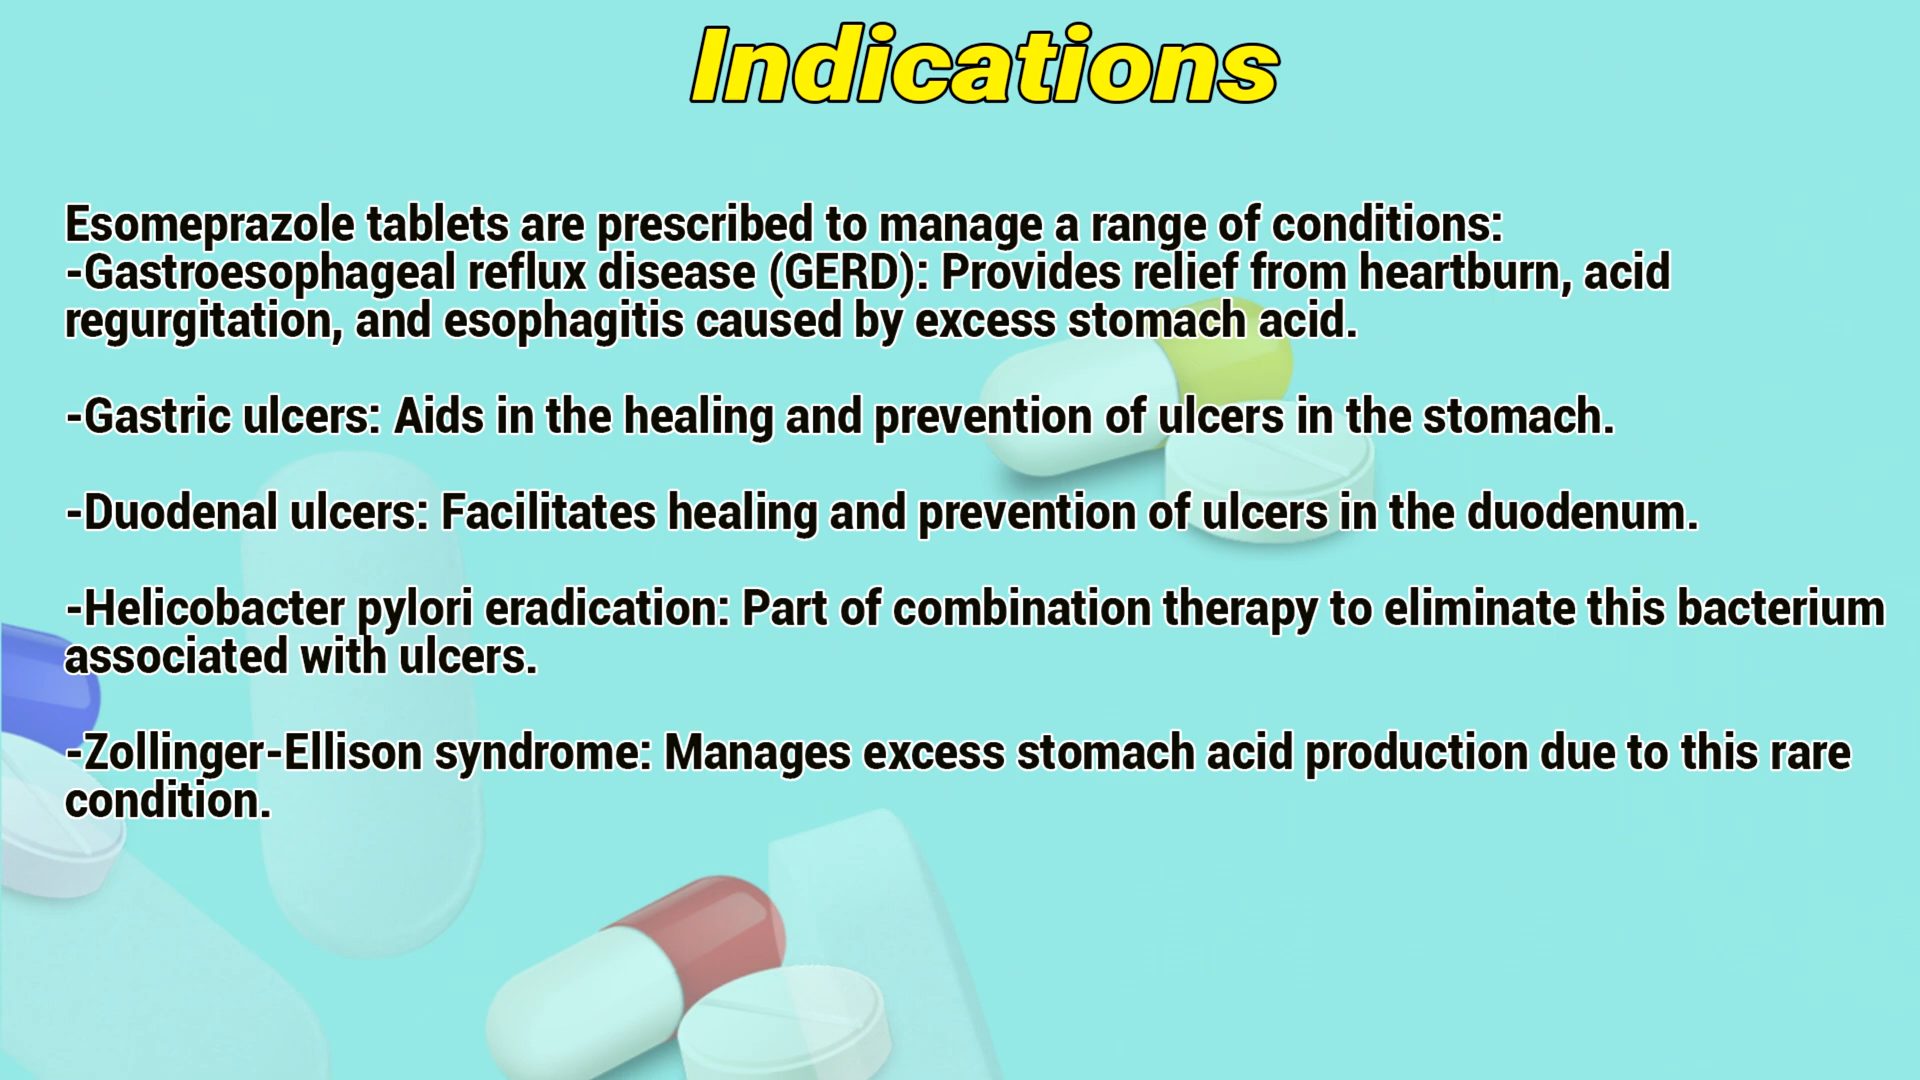 Indications
Esomeprazole tablets are prescribed to manage a range of conditions:
-Gastroesophageal reflux disease (GERD): Provides relief from heartburn, acid
regurgitation, and esophagitis caused by excess stomach acid.
-Gastric ulcers: Aids in the healing and prevention of ulcers in the stomach.
-Duodenal ulcers: Facilitates healing and prevention of ulcers in the duodenum.
-Helicobacter pylori eradication: Part of combination therapy to eliminate this bacterium
associated with ulcers.
-Zollinger-Ellison syndrome: Manages excess stomach acid production due to this rare
condition.